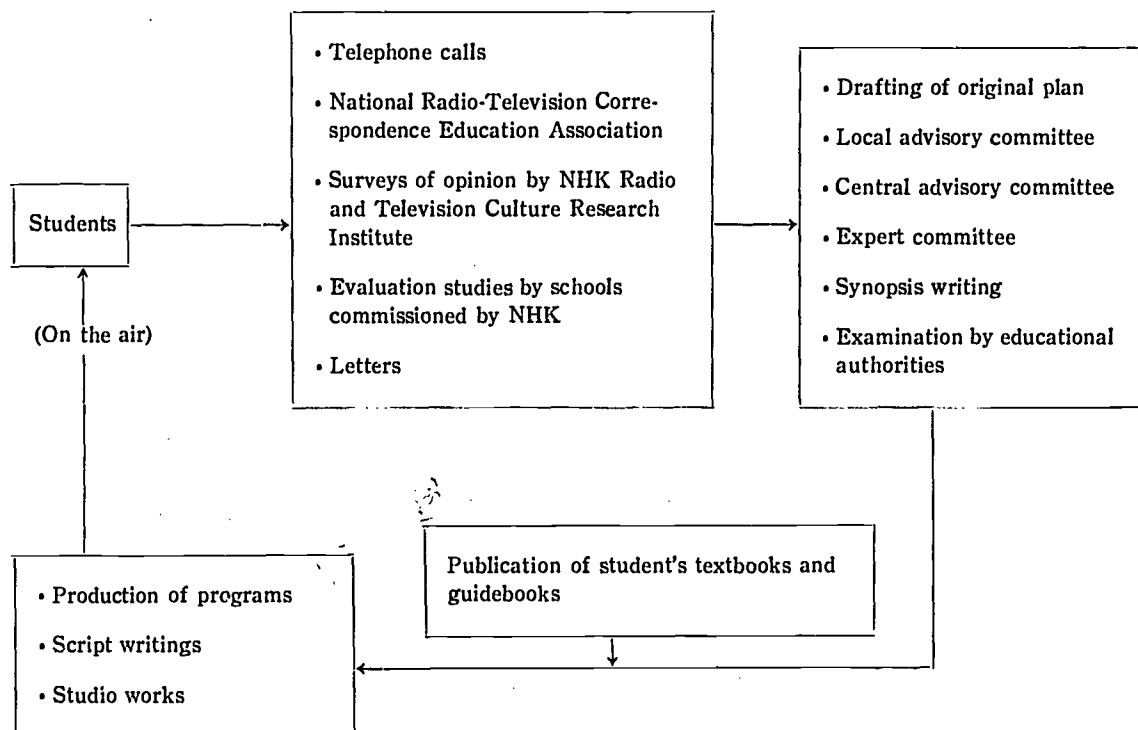 Students
(On the air)
• Telephone calls
• National Radio-Television Corre-
spondence Education Association
• Surveys of opinion by NHK Radio
and Television Culture Research
Institute
• Evaluation studies by schools
commissioned by NHK
• Letters
• Drafting of original plan
• Local advisory committee
• Central advisory committee
• Expert committee
• Synopsis writing
• Examination by educational
authorities
Publication of student's textbooks and
guidebooks
• Production of programs
• Script writings
• Studio works